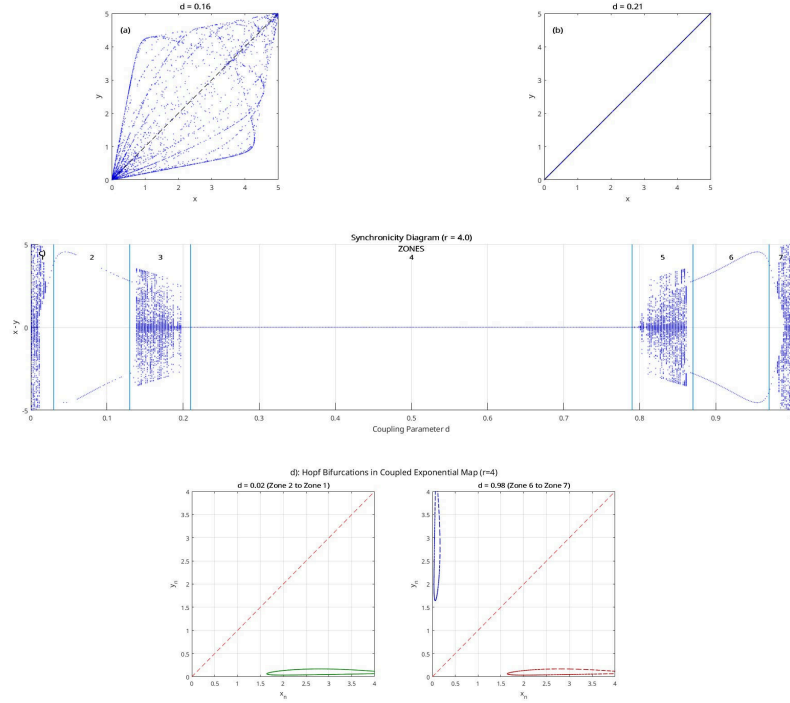 d = 0.16
(a)
5
4
3
2
1
0
y
0 1 2 3 4 5
x
d = 0.21
(b)
5
4
3
2
1
0
y
0 1 2 3 4 5
x
Synchronicity Diagram (r = 4.0)
ZONES
2 3 4 5 6 7
5
0
-5
x - y
0 0.1 0.2 0.3 0.4 0.5 0.6 0.7 0.8 0.9
Coupling Parameter d
d): Hopf Bifurcations in Coupled Exponential Map (r=4)
d = 0.02 (Zone 2 to Zone 1)
4
3.5
3
2.5
2
1.5
1
0.5
0
yn
0.5 1 1.5 2 2.5 3 3.5 4
xn
d = 0.98 (Zone 6 to Zone 7)
4
3.5
3
2.5
2
1.5
1
0.5
0
yn
0.5 1 1.5 2 2.5 3 3.5 4
xn